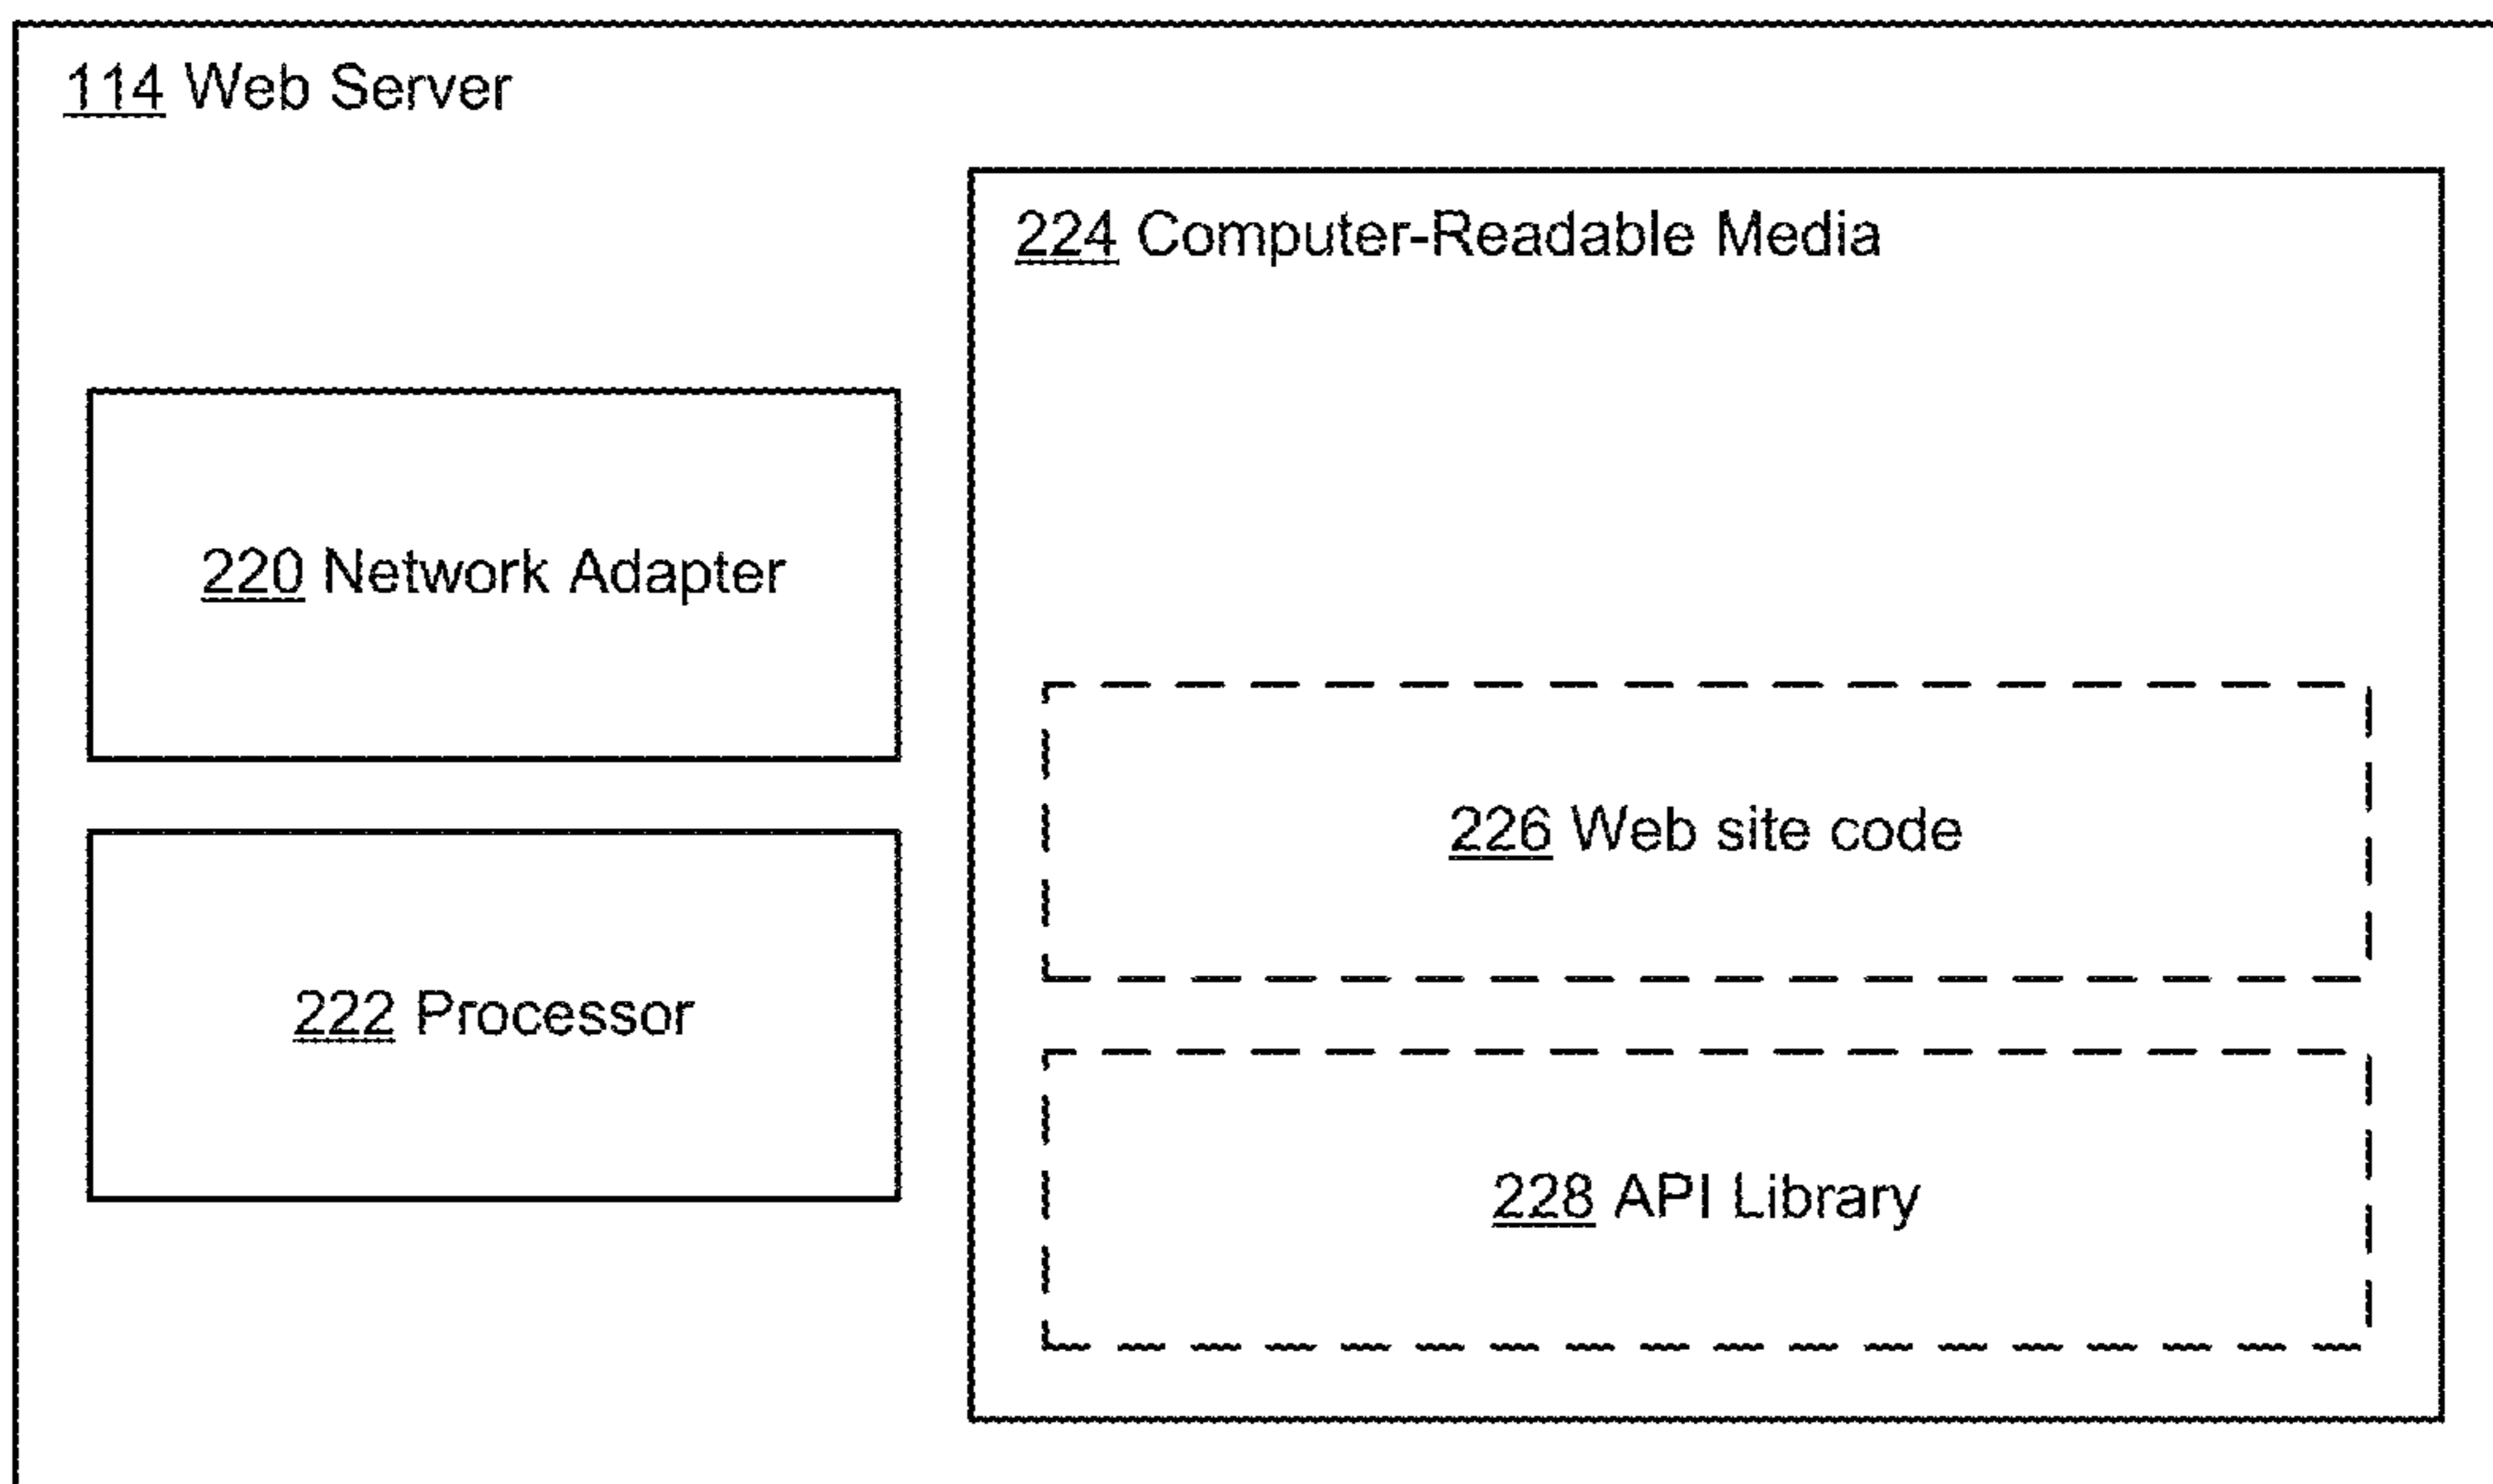 114 Web Server
224 Computer-Readable Media
220 Network Adapter
226 Web site code
222 Processor
228 API Library